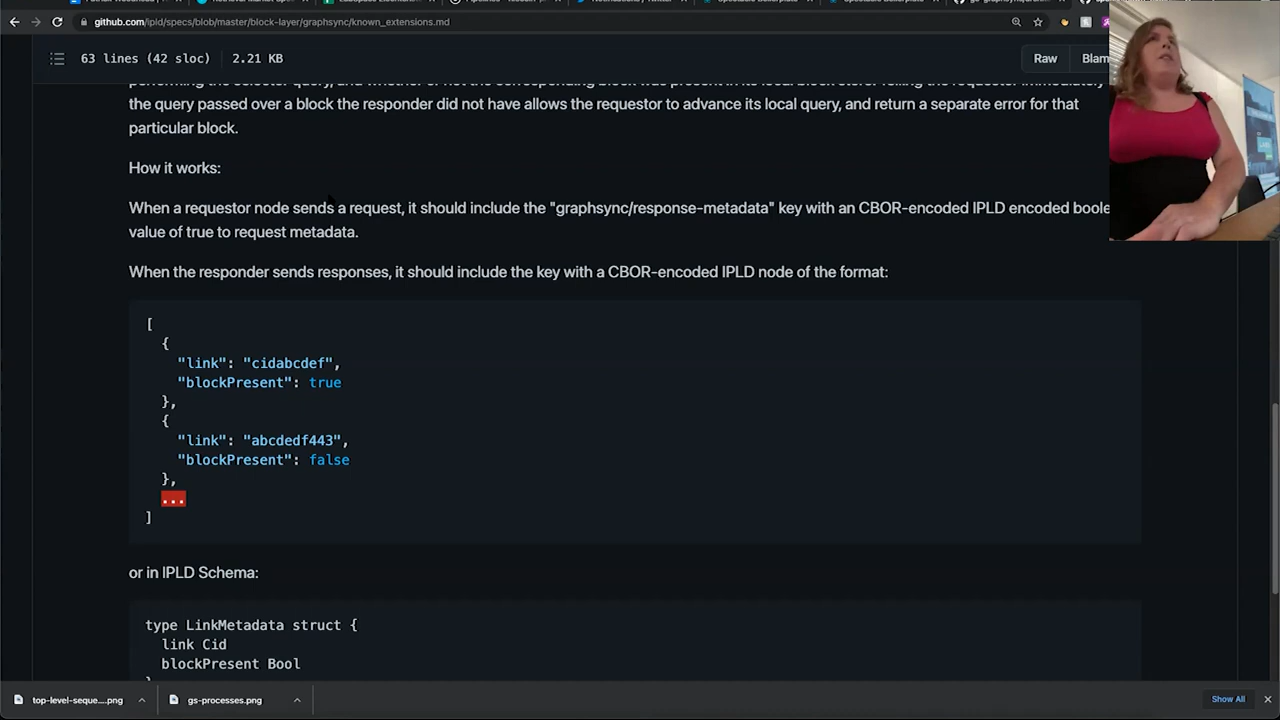 github.com/ipld/specs/blob/master/block-layer/graphsync/known_extensions.md
63 lines (42 sloc) 2.21 KB
Raw
Blam
the query passed over a block the responder did not have allows the requestor to advance its local query, and return a separate error for that
particular block.
How it works:
When a requestor node sends a request, it should include the "graphsync/response-metadata" key with an CBOR-encoded IPLD encoded boole
value of true to request metadata.
When the responder sends responses, it should include the key with a CBOR-encoded IPLD node of the format:
[
{
"link": "cidabcdef",
"blockPresent": true
},
{
"link": "abcdedf443",
"blockPresent": false
},
...
]
or in IPLD Schema:
type LinkMetadata struct {
link Cid
blockPresent Bool
top-level-seque....png
gs-processes.png
Show All